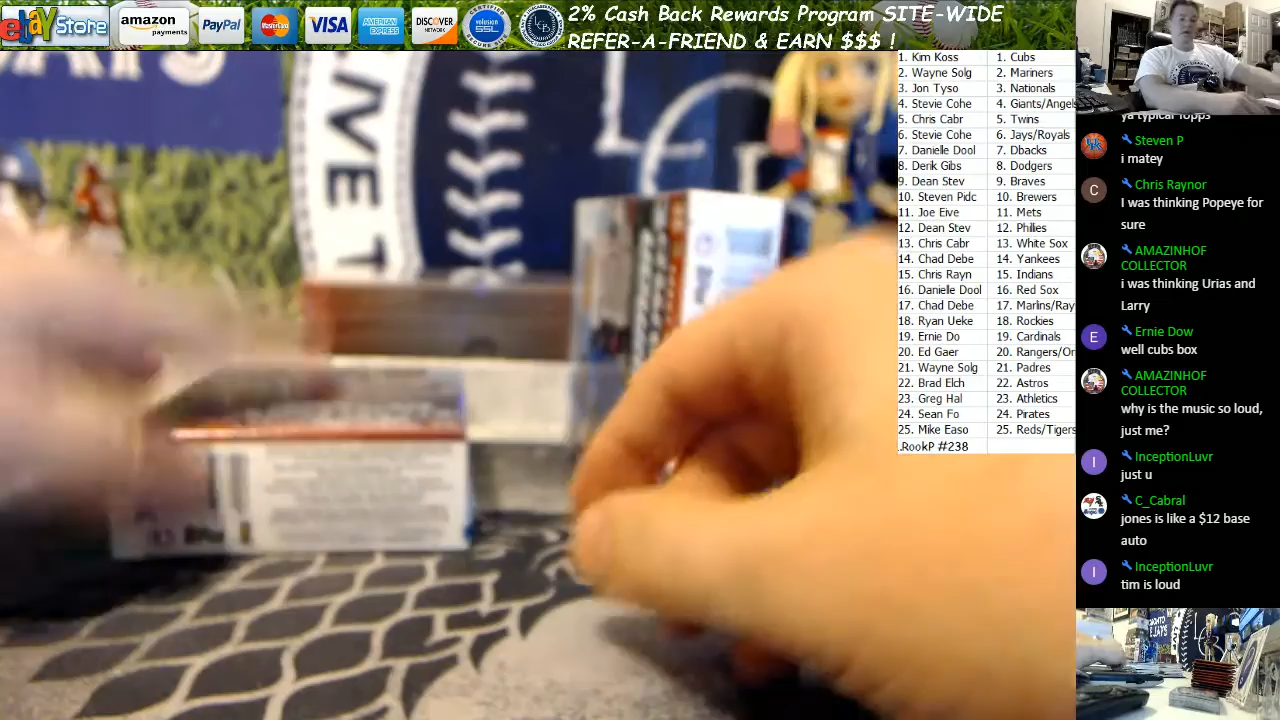 ebay Store
amazon
payments
PayPal
MasterCard
VISA
AMERICAN
EXPRESS
DISCOVER
NETWORK
CERTIFIED
volusion
SSL
SECURE
2% Cash Back Rewards Program SITE-WIDE
REFER-A-FRIEND & EARN $$$ !
1. Kim Koss 1. Cubs
2. Wayne Solg 2. Mariners
3. Jon Tyso 3. Nationals
4. Stevie Cohe 4. Giants/Angels
5. Chris Cabr 5. Twins
6. Stevie Cohe 6. Jays/Royals
7. Danielle Dool 7. Dbacks
8. Derik Gibs 8. Dodgers
9. Dean Stev 9. Braves
10. Steven Pidc 10. Brewers
11. Joe Eive 11. Mets
12. Dean Stev 12. Philies
13. Chris Cabr 13. White Sox
14. Chad Debe 14. Yankees
15. Chris Rayn 15. Indians
16. Danielle Dool 16. Red Sox
17. Chad Debe 17. Marlins/Ray
18. Ryan Ueke 18. Rockies
19. Ernie Do 19. Cardinals
20. Ed Gaer 20. Rangers/Or
21. Wayne Solg 21. Padres
22. Brad Elch 22. Astros
23. Greg Hal 23. Athletics
24. Sean Fo 24. Pirates
25. Mike Easo 25. Reds/Tigers
.RookP #238
ya typical Topps
Steven P
i matey
Chris Raynor
I was thinking Popeye for
sure
AMAZINHOF
COLLECTOR
i was thinking Urias and
Larry
Ernie Dow
well cubs box
AMAZINHOF
COLLECTOR
why is the music so loud,
just me?
InceptionLuvr
just u
C_Cabral
jones is like a $12 base
auto
InceptionLuvr
tim is loud